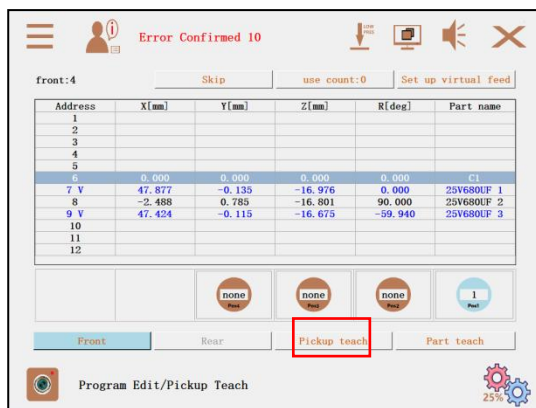 Error Confirmed 10
LOW PRES
front:4 Skip use count:0 Set up virtual feed
Address X[mm] Y[mm] Z[mm] R[deg] Part name
1
2
3
4
5
6 0.000 0.000 0.000 0.000 C1
7 V 47.877 -0.135 -16.976 0.000 25V680UF 1
8 -2.488 0.785 -16.801 90.000 25V680UF 2
9 V 47.424 -0.115 -16.675 -59.940 25V680UF 3
10
11
12
none none none 1
Front Rear Pickup teach Part teach
Program Edit/Pickup Teach
25%